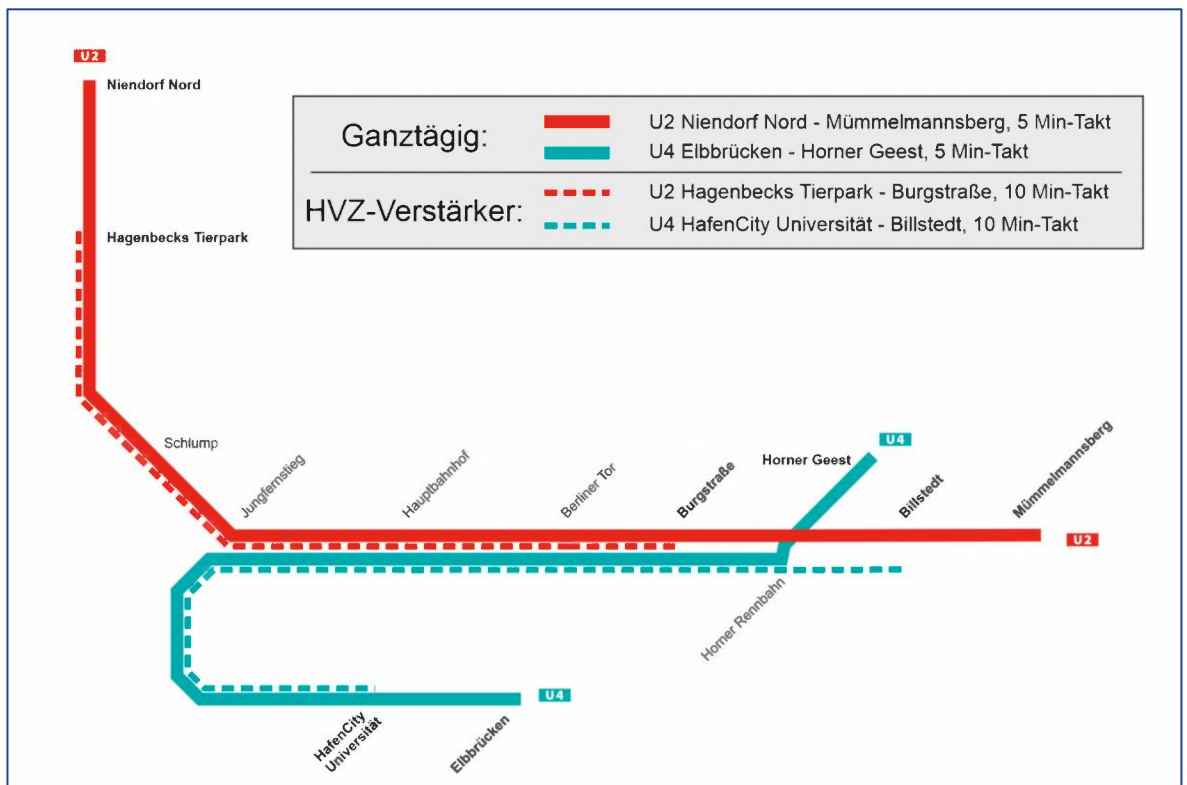 U2
Niendorf Nord
Ganztägig:
U2 Niendorf Nord - Mümmelmannsberg, 5 Min-Takt
U4 Elbbrücken - Horner Geest, 5 Min-Takt
HVZ-Verstärker:
U2 Hagenbecks Tierpark - Burgstraße, 10 Min-Takt
U4 HafenCity Universität - Billstedt, 10 Min-Takt
Hagenbecks Tierpark
Schlump
Jungfernstieg
Hauptbahnhof
Berliner Tor
Burgstraße
Horner Geest
U4
Billstedt
Mümmelmannsberg
U2
Horner Rennbahn
HafenCity
Universität
Elbbrücken
U4